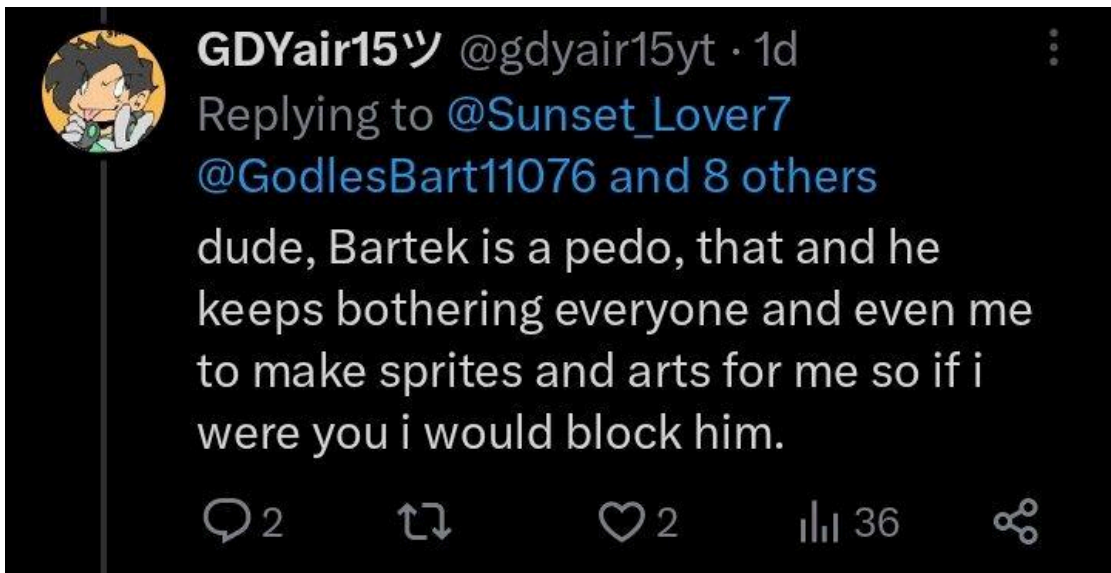 GDYair15ツ @gdyair15yt · 1d
Replying to @Sunset_Lover7
@GodlesBart11076 and 8 others
dude, Bartek is a pedo, that and he
keeps bothering everyone and even me
to make sprites and arts for me so if i
were you i would block him.
2 2 36